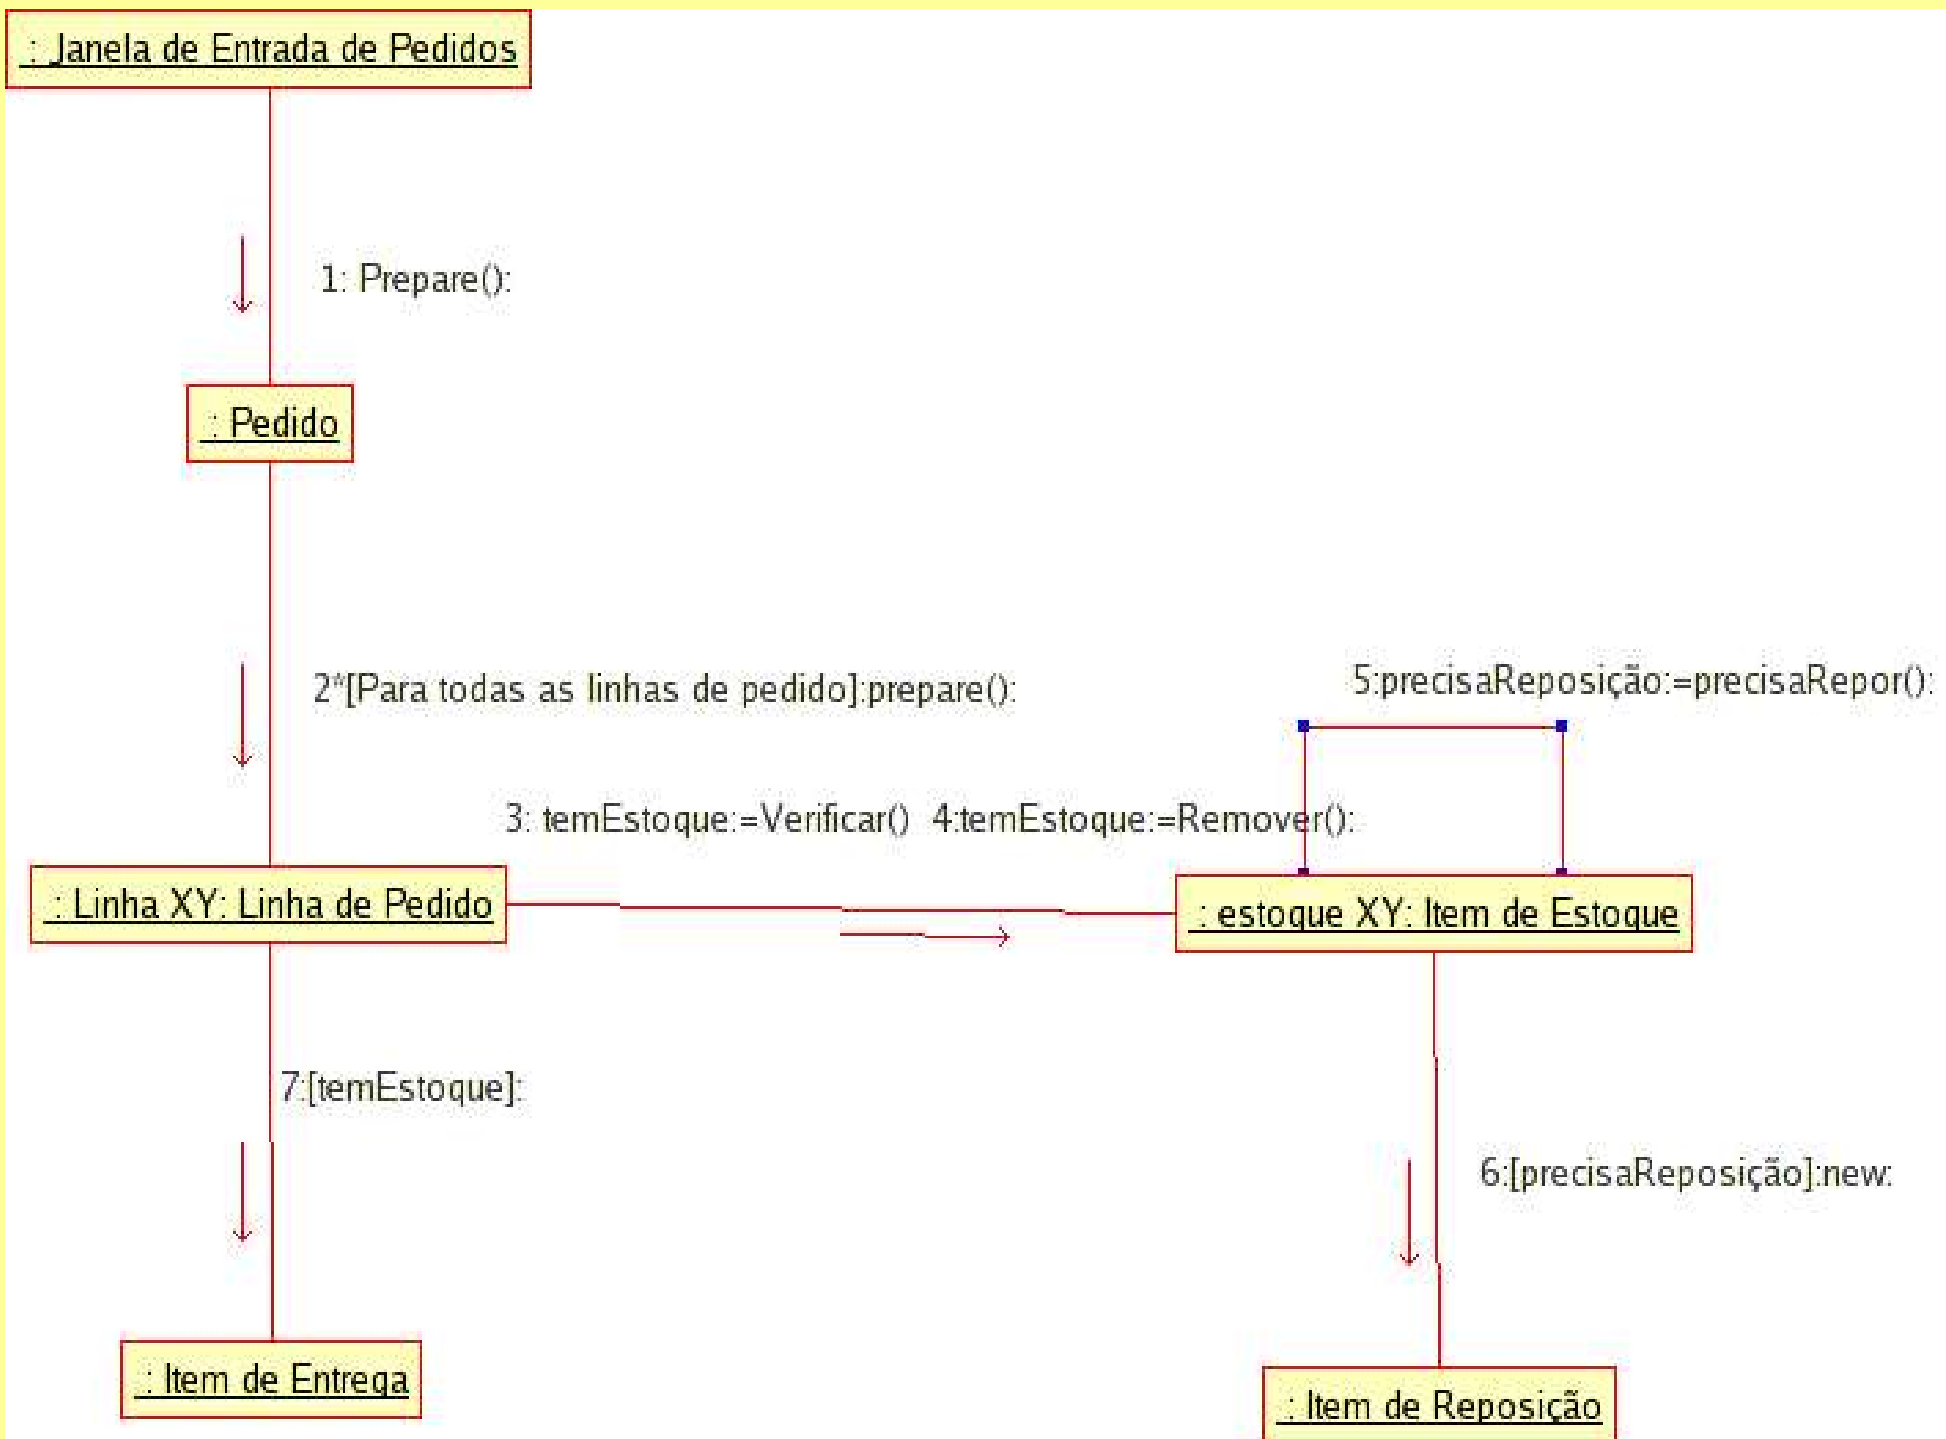 : Janela de Entrada de Pedidos
1: Prepare():
: Pedido
2*[Para todas as linhas de pedido]:prepare():
5:precisaReposição:=precisaRepor():
3: temEstoque:=Verificar() 4:temEstoque:=Remover():
: Linha XY: Linha de Pedido
: estoque XY: Item de Estoque
7:[temEstoque]:
6:[precisaReposição]:new:
: Item de Entrega
: Item de Reposição